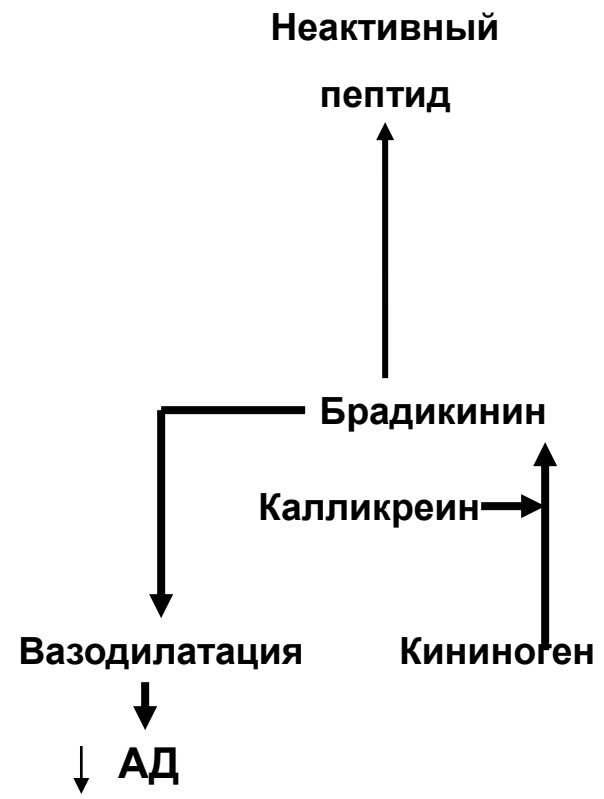 Неактивный
пептид
Брадикинин
Калликреин
Вазодилатация
Кининоген
АД